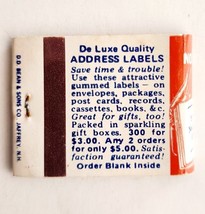 De Luxe Quality
ADDRESS LABELS
Save time & trouble!
Use these attractive
gummed labels — on
envelopes, packages,
post cards, records,
cassettes, books, &c.
Great for gifts, too!
Packed in sparkling
gift boxes. 300 for
$3.00. Any 2 orders
for only $5.00. Satis-
faction guaranteed!
Order Blank Inside
D.D. BEAN & SONS CO. JAFFREY, N.H.